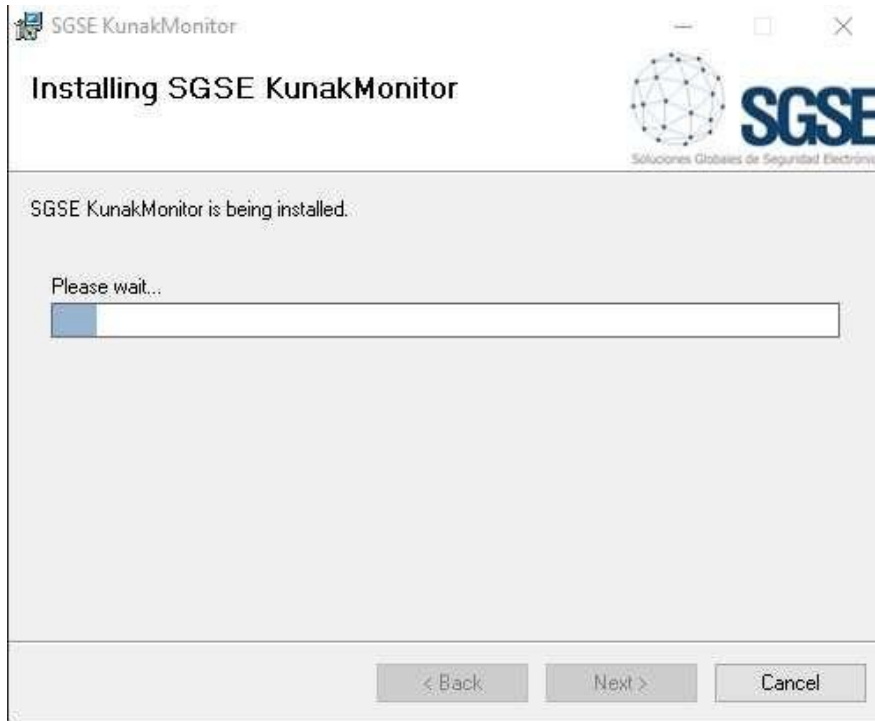 SGSE KunakMonitor
Installing SGSE KunakMonitor
SGSE
Soluciones Globales de Seguridad Electrónic
SGSE KunakMonitor is being installed.
Please wait...
< Back
Next >
Cancel